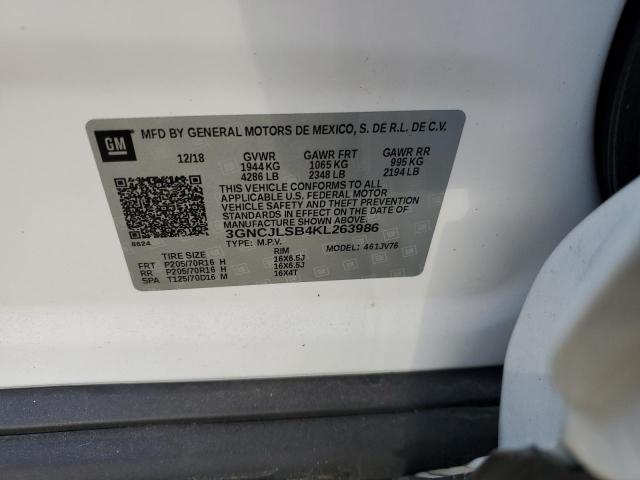 GM
MFD BY GENERAL MOTORS DE MEXICO, S. DE R.L. DE C.V.
12/18 GVWR GAWR FRT GAWR RR
1944 KG 1065 KG 995 KG
4286 LB 2348 LB 2194 LB
THIS VEHICLE CONFORMS TO ALL
APPLICABLE U.S. FEDERAL MOTOR
VEHICLE SAFETY AND THEFT PREVENTION
STANDARDS IN EFFECT ON THE DATE OF
MANUFACTURE SHOWN ABOVE.
3GNCJLSB4KL263986
8624 TYPE: M.P.V. MODEL: 461JV76
TIRE SIZE RIM
FRT P205/70R16 H 16X6.5J
RR P205/70R16 H 16X6.5J
SPA T125/70D16 M 16X4T